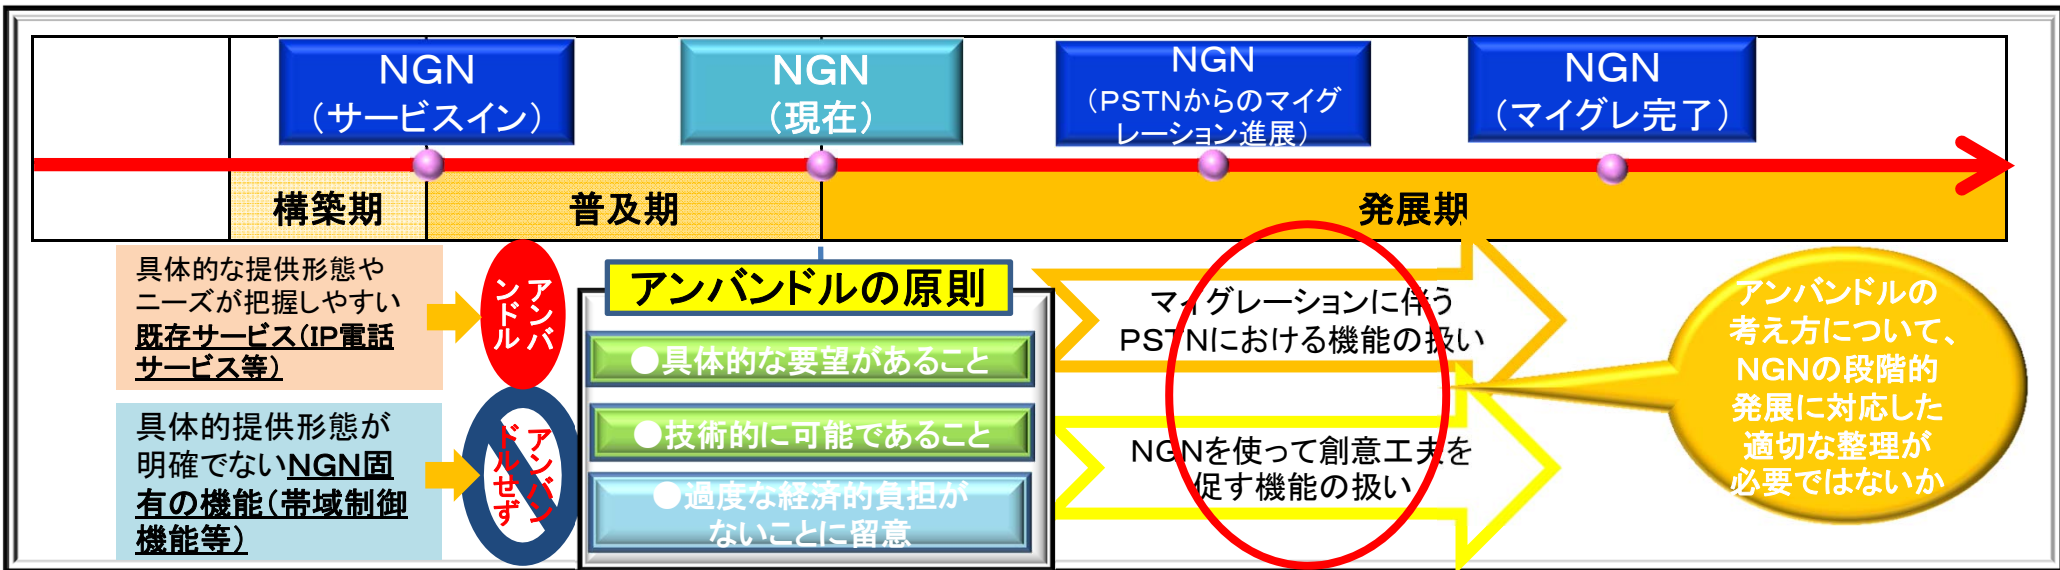 NGN
（サービスイン）
NGN
（現在）
NGN
（PSTNからのマイグ
レーション進展）
NGN
（マイグレ完了）
構築期
普及期
発展期
具体的な提供形態や
ニーズが把握しやすい
既存サービス（IP電話
サービス等）
アンバ
ンドル
具体的提供形態が
明確でないNGN固
有の機能（帯域制御
機能等）
アンバン
ドルせず
アンバンドルの原則
●具体的な要望があること
●技術的に可能であること
●過度な経済的負担が
ないことに留意
マイグレーションに伴う
PSTNにおける機能の扱い
NGNを使って創意工夫を
促す機能の扱い
アンバンドルの
考え方について、
NGNの段階的
発展に対応した
適切な整理が
必要ではないか